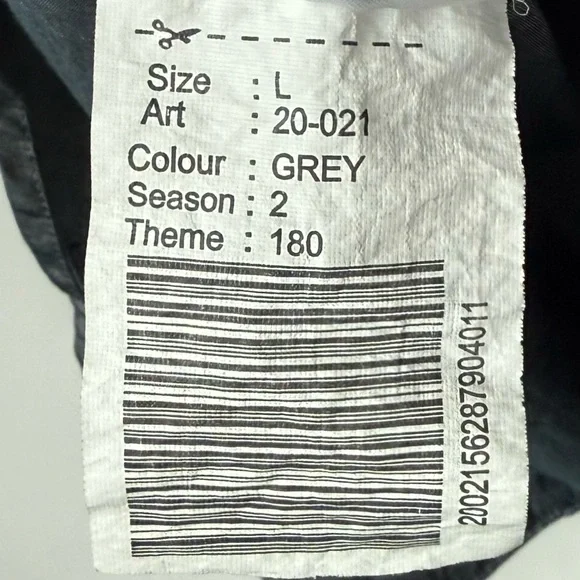 Size : L
Art : 20-021
Colour : GREY
Season : 2
Theme : 180
2002156287904011